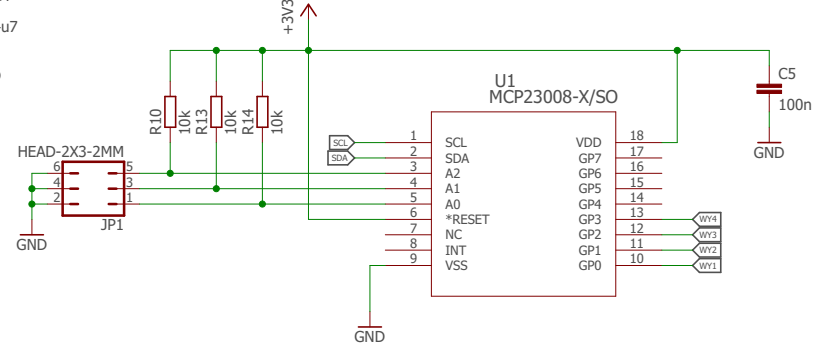 -u7
+3V3
R10
10k
R13
10k
R14
10k
C5
100n
GND
U1
MCP23008-X/SO
HEAD-2X3-2MM
6 5
4 3
2 1
JP1
GND
SCL
SDA
1 SCL VDD 18
2 SDA GP7 17
3 A2 GP6 16
4 A1 GP5 15
5 A0 GP4 14
6 *RESET GP3 13
7 NC GP2 12
8 INT GP1 11
9 VSS GP0 10
WY4
WY3
WY2
WY1
GND